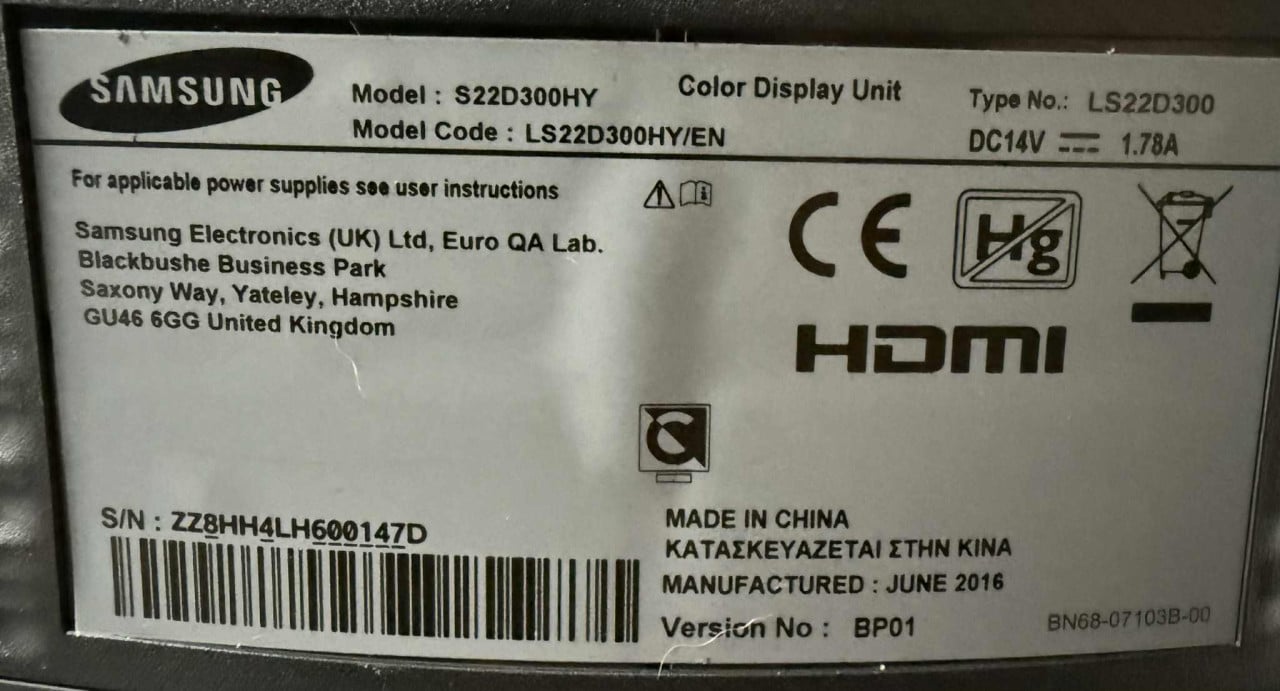 SAMSUNG
Model : S22D300HY
Model Code : LS22D300HY/EN
Color Display Unit
Type No.: LS22D300
DC14V ⎓ 1.78A
For applicable power supplies see user instructions
Samsung Electronics (UK) Ltd, Euro QA Lab.
Blackbushe Business Park
Saxony Way, Yateley, Hampshire
GU46 6GG United Kingdom
CE
Hg
HDMI
S/N : ZZ8HH4LH600147D
MADE IN CHINA
ΚΑΤΑΣΚΕΥΑΖΕΤΑΙ ΣΤΗΝ ΚΙΝΑ
MANUFACTURED : JUNE 2016
Version No : BP01
BN68-07103B-00